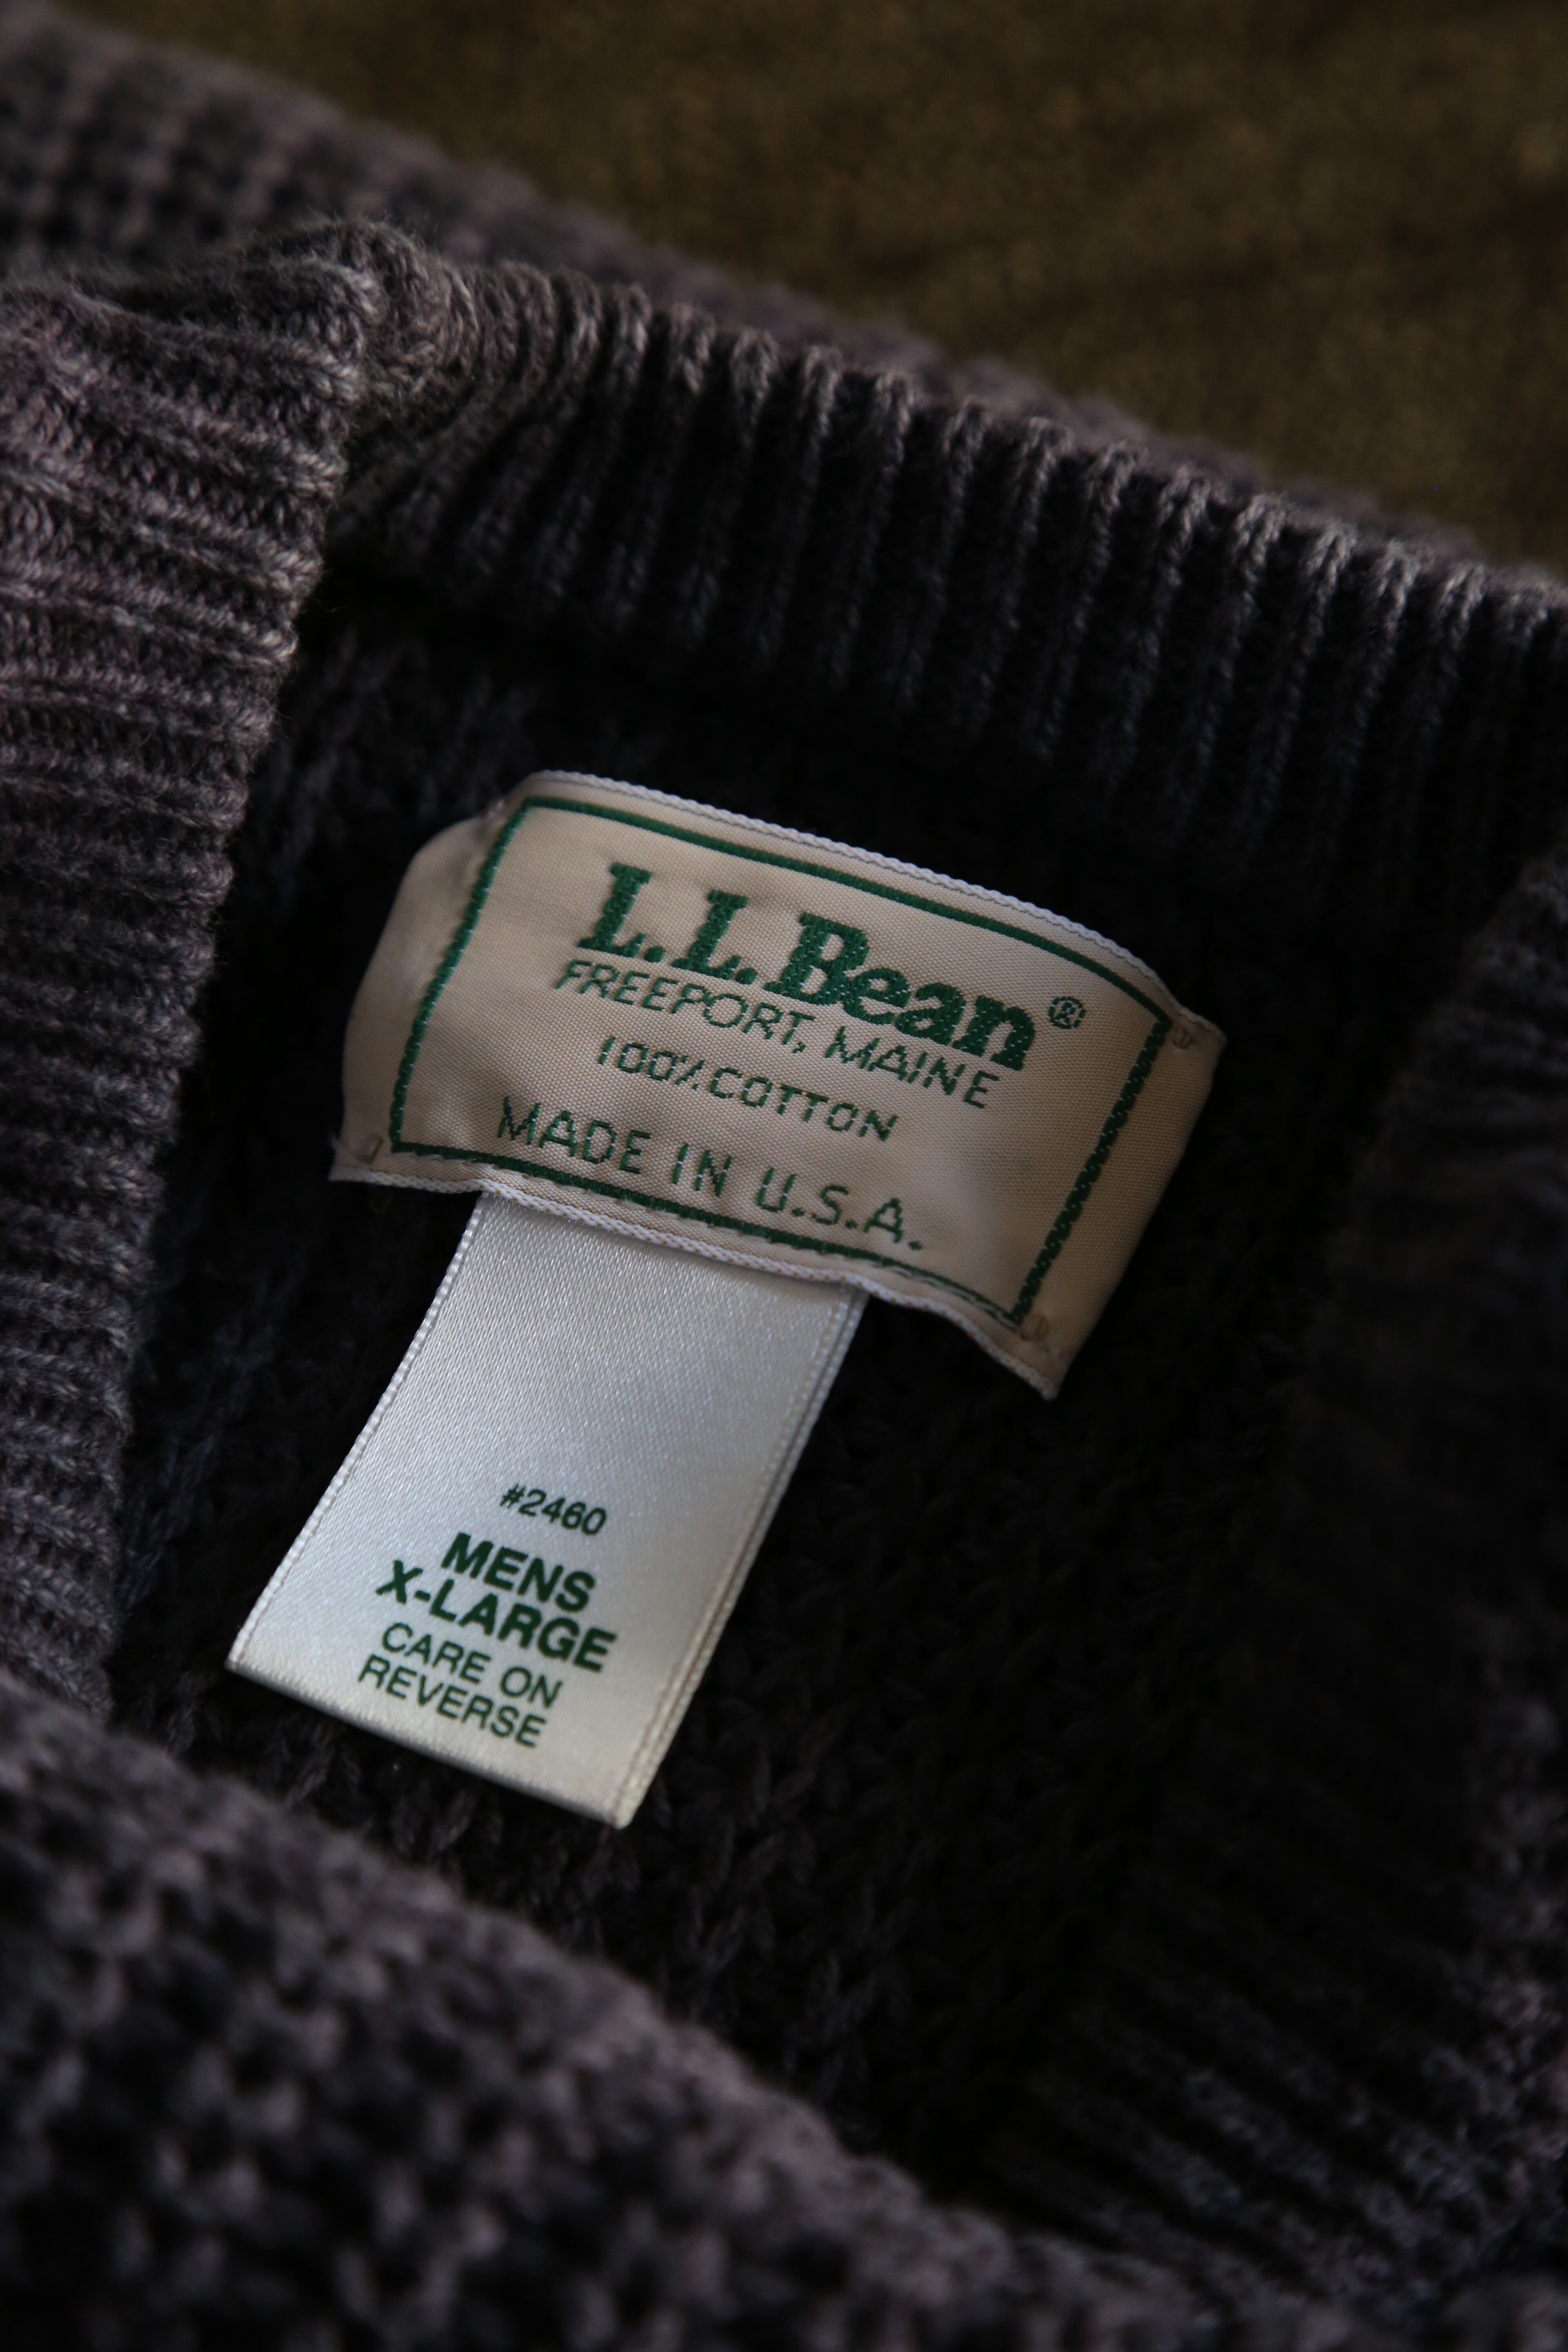 L.L.Bean®
FREEPORT, MAINE
100% COTTON
MADE IN U.S.A.
#2460
MENS
X-LARGE
CARE ON
REVERSE